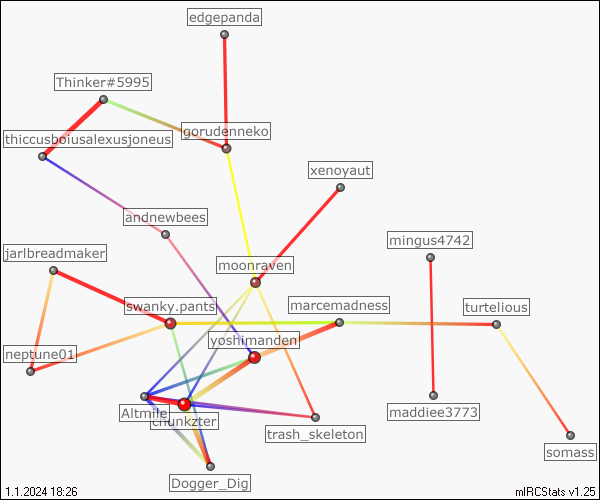 edgepanda
Thinker#5995
gorudenneko
thiccusboiusalexusjoneus
xenoyaut
andnewbees
mingus4742
jarlbreadmaker
moonraven
swanky.pants
marcemadness
turtelious
yoshmanden
neptune01
Altmile
chunkzter
maddiee3773
trash_skeleton
somass
Dogger_Dig
1.1.2024 18:26
mIRCStats v1.25